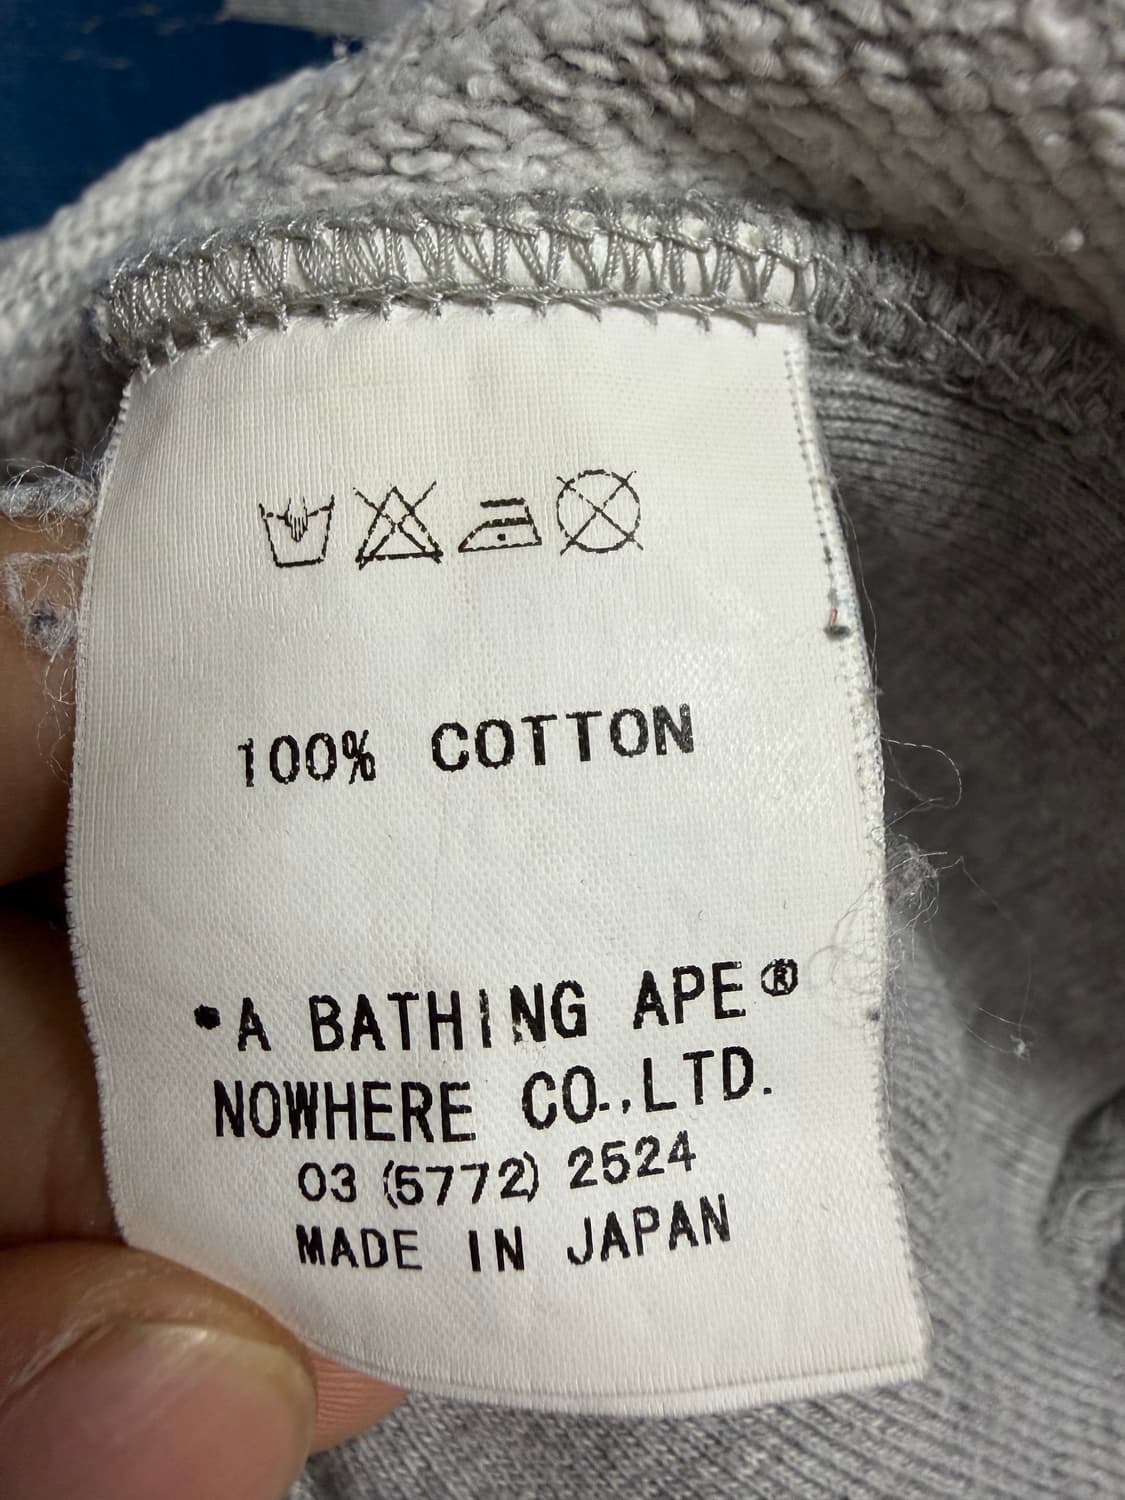 100% COTTON
•A BATHING APE®
NOWHERE CO.,LTD.
03 (5772) 2524
MADE IN JAPAN